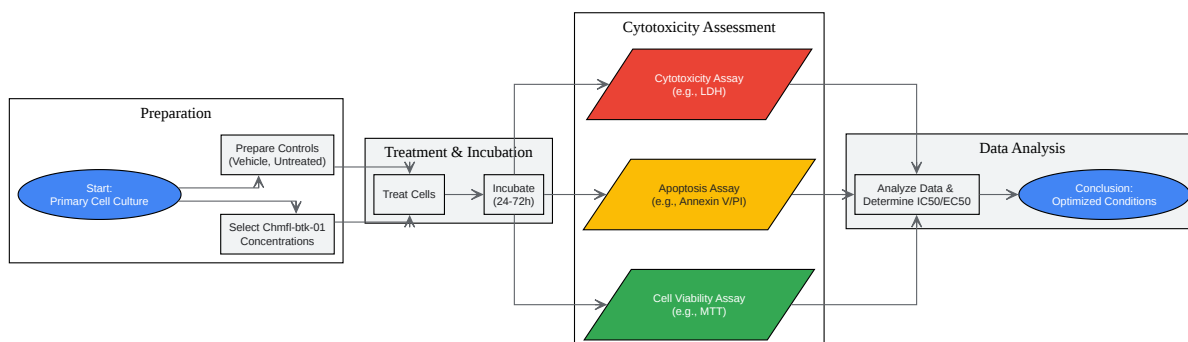 Preparation
Start:
Primary Cell Culture
Prepare Controls
(Vehicle, Untreated)
Select Chmfl-btk-01
Concentrations
Treatment & Incubation
Treat Cells
Incubate
(24-72h)
Cytotoxicity Assessment
Cytotoxicity Assay
(e.g., LDH)
Apoptosis Assay
(e.g., Annexin V/PI)
Cell Viability Assay
(e.g., MTT)
Data Analysis
Analyze Data &
Determine IC50/EC50
Conclusion:
Optimized Conditions